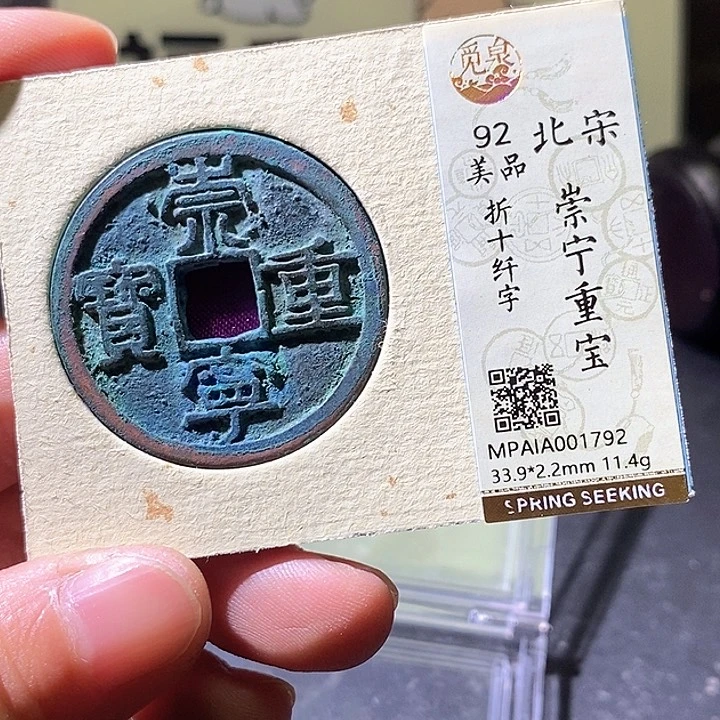 崇寧重寶
觅泉
北宋
崇宁重宝
92
美品
折十纤字
MPAIA001792
33.9*2.2mm 11.4g
SPRING SEEKING